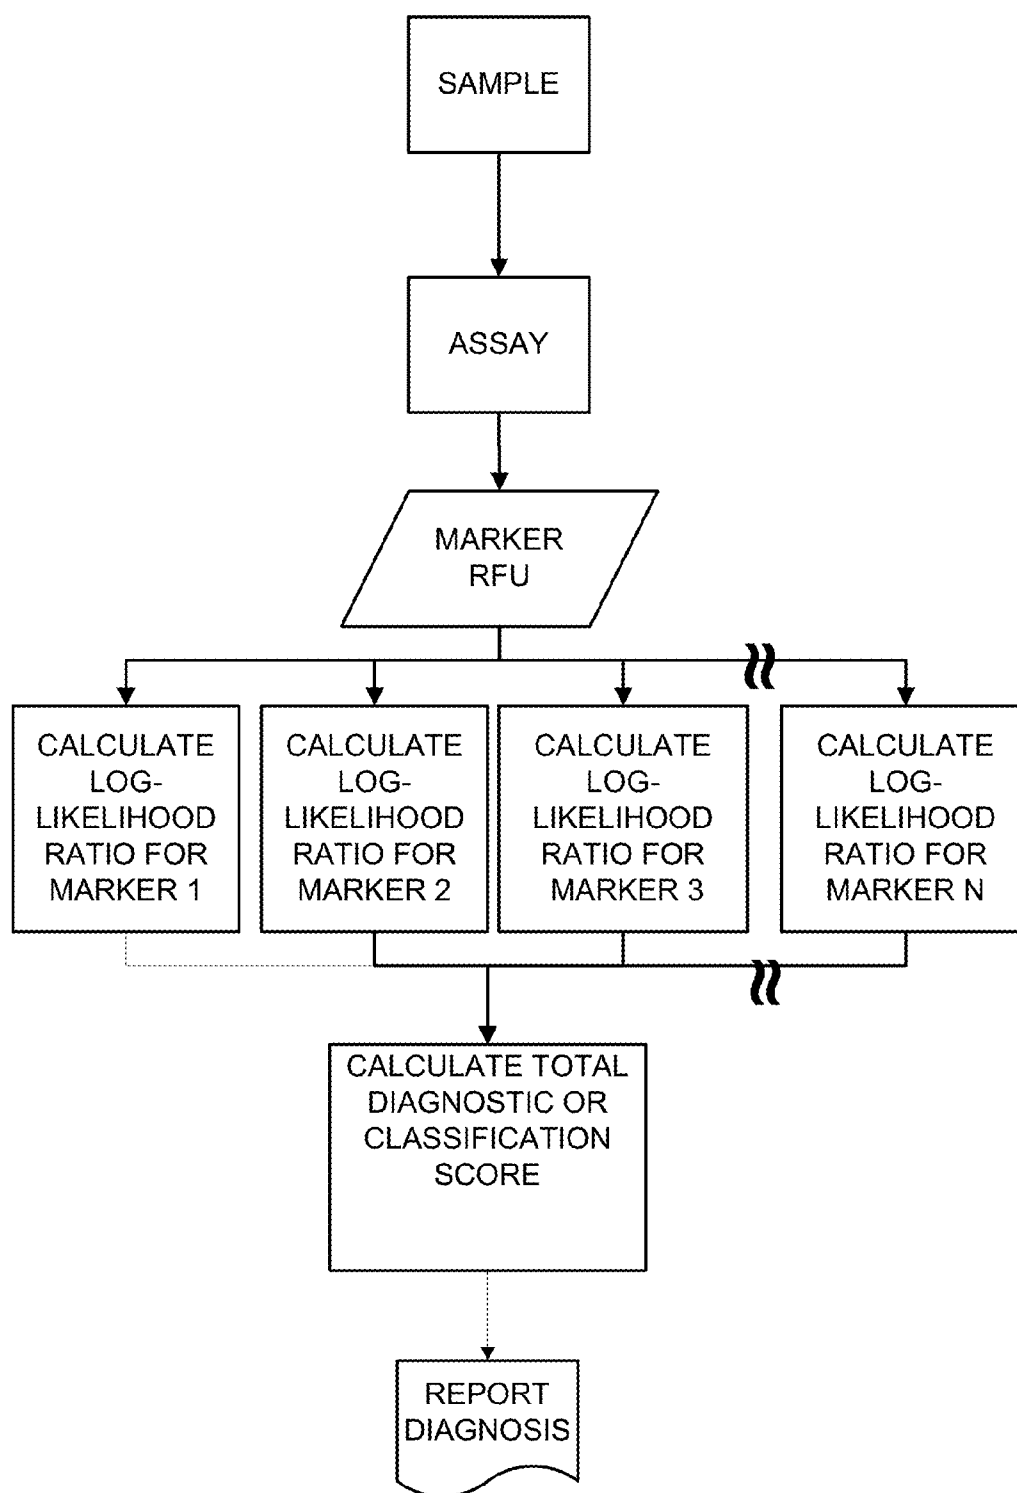 SAMPLE
ASSAY
MARKER
RFU
CALCULATE
LOG-
LIKELIHOOD
RATIO FOR
MARKER 1
CALCULATE
LOG-
LIKELIHOOD
RATIO FOR
MARKER 2
CALCULATE
LOG-
LIKELIHOOD
RATIO FOR
MARKER 3
CALCULATE
LOG-
LIKELIHOOD
RATIO FOR
MARKER N
CALCULATE TOTAL
DIAGNOSTIC OR
CLASSIFICATION
SCORE
REPORT
DIAGNOSIS